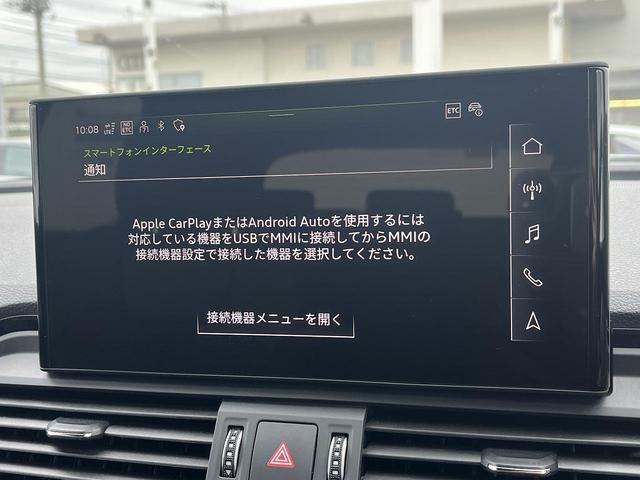 10:08 LTE NO ETC ETC
スマートフォンインターフェース
通知
Apple CarPlayまたはAndroid Autoを使用するには
対応している機器をUSBでMMIに接続してからMMIの
接続機器設定で接続した機器を選択してください。
接続機器メニューを開く